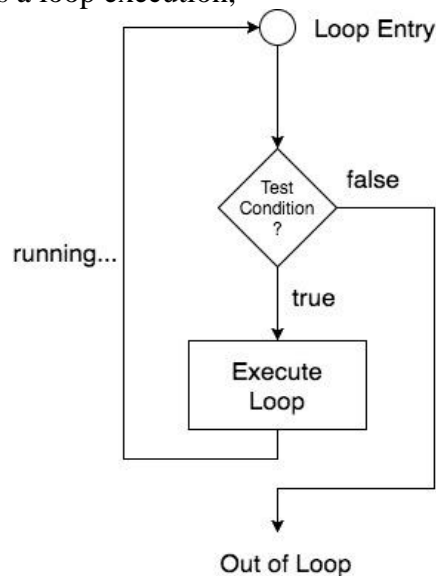 a loop execution,
Loop Entry
Test
Condition
?
false
running...
true
Execute
Loop
Out of Loop